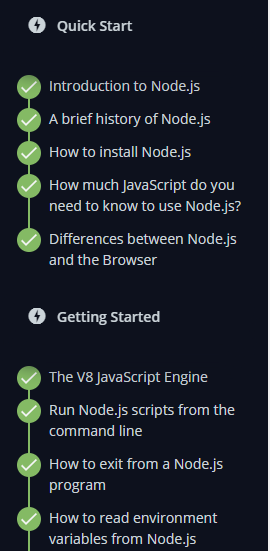 Quick Start
Introduction to Node.js
A brief history of Node.js
How to install Node.js
How much JavaScript do you
need to know to use Node.js?
Differences between Node.js
and the Browser
Getting Started
The V8 JavaScript Engine
Run Node.js scripts from the
command line
How to exit from a Node.js
program
How to read environment
variables from Node.js